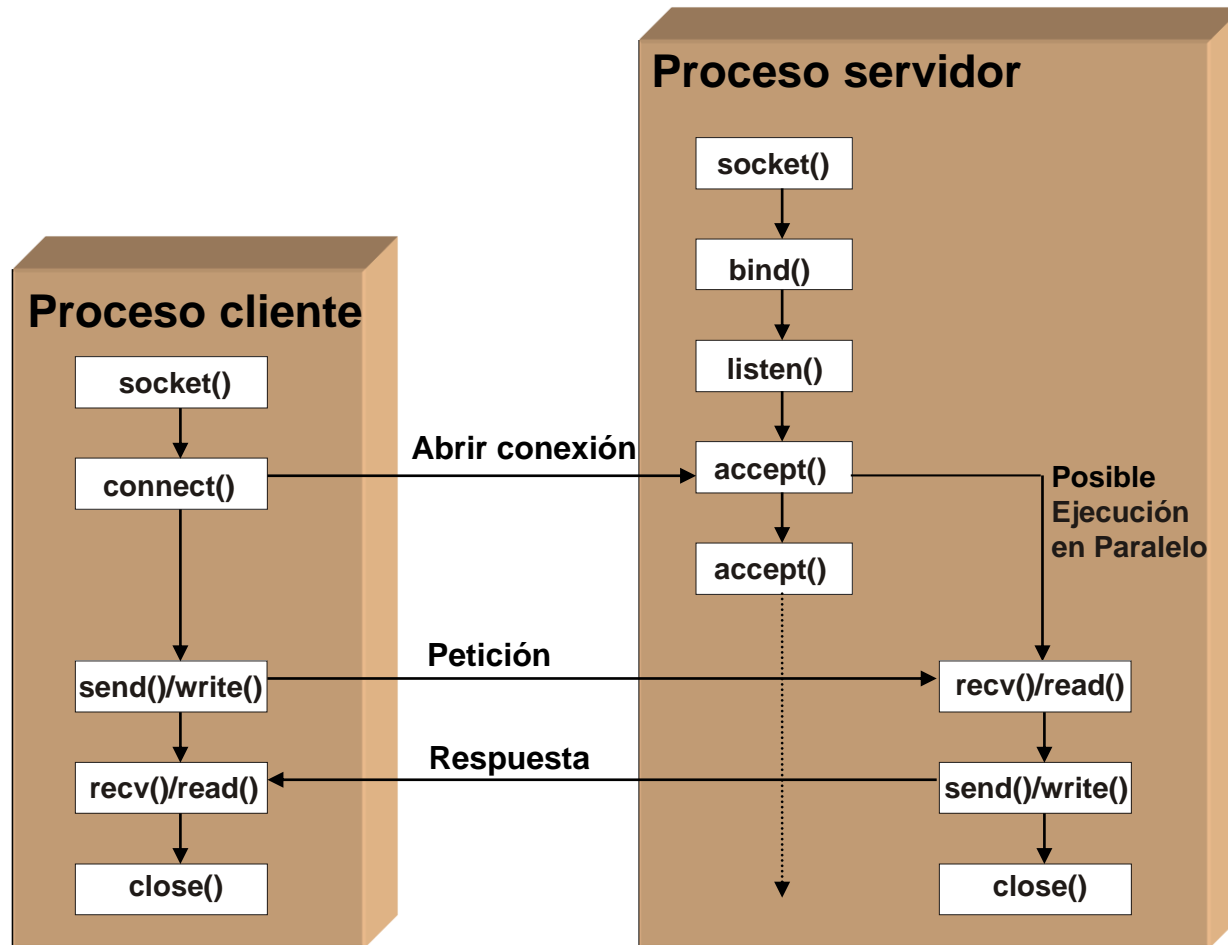 Proceso servidor
socket()
bind()
listen()
accept()
accept()
Posible
Ejecución
en Paralelo
recv()/read()
send()/write()
close()
Proceso cliente
socket()
connect()
send()/write()
recv()/read()
close()
Abrir conexión
Petición
Respuesta